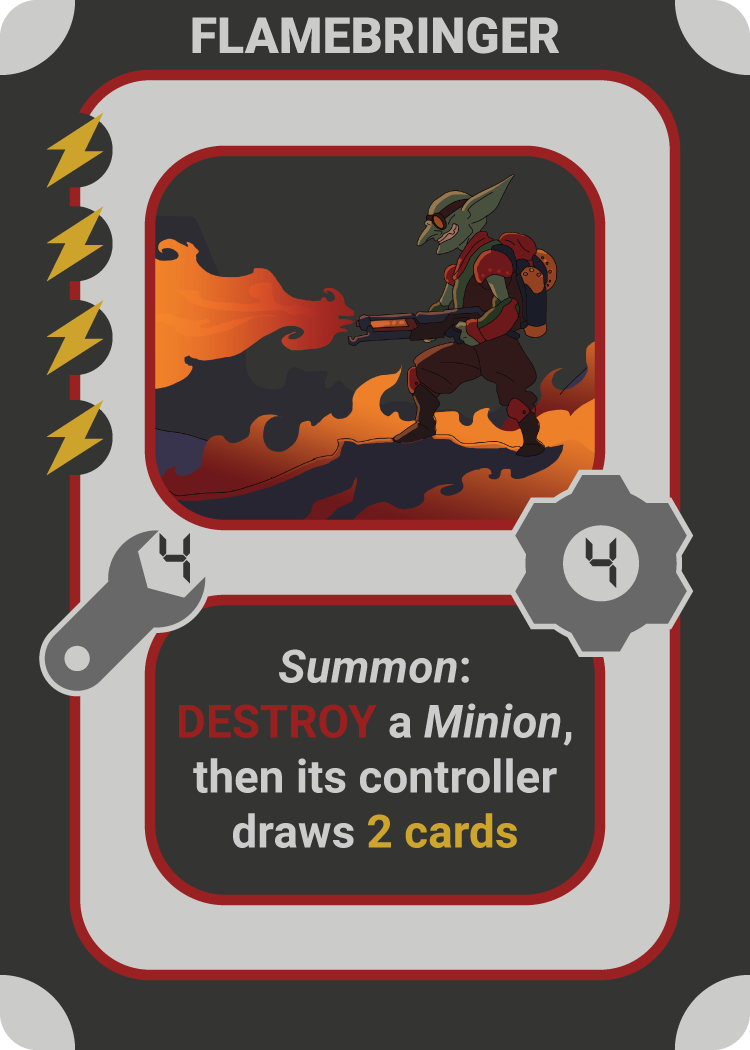 FLAMEBRINGER
4
4
Summon:
DESTROY a Minion,
then its controller
draws 2 cards